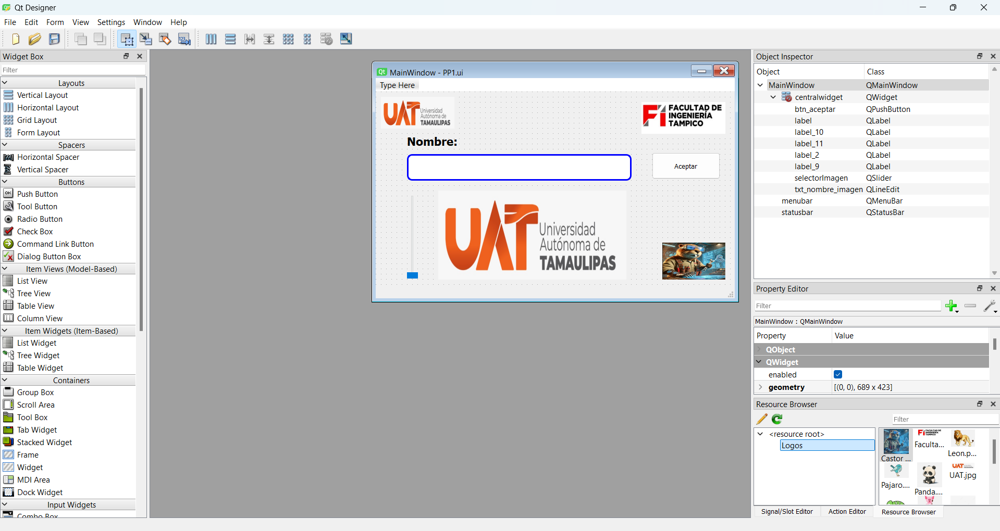 Qt Designer
File Edit Form View Settings Window Help
Widget Box
Filter
Layouts
Vertical Layout
Horizontal Layout
Grid Layout
Form Layout
Spacers
Horizontal Spacer
Vertical Spacer
Buttons
Push Button
Tool Button
Radio Button
Check Box
Command Link Button
Dialog Button Box
Item Views (Model-Based)
List View
Tree View
Table View
Column View
Item Widgets (Item-Based)
List Widget
Tree Widget
Table Widget
Containers
Group Box
Scroll Area
Tool Box
Tab Widget
Stacked Widget
Frame
Widget
MDI Area
Dock Widget
Input Widgets
Combo Box
MainWindow - PP1.ui
Type Here
UAT Universidad
Autónoma de
TAMAULIPAS
Fi FACULTAD DE
INGENIERÍA
TAMPICO
Nombre:
Aceptar
UAT Universidad
Autónoma de
TAMAULIPAS
Object Inspector
Object Class
MainWindow QMainWindow
centralwidget QWidget
btn_aceptar QPushButton
label QLabel
label_10 QLabel
label_11 QLabel
label_2 QLabel
label_9 QLabel
selectorImagen QSlider
txt_nombre_imagen QLineEdit
menubar QMenuBar
statusbar QStatusBar
Property Editor
Filter
MainWindow : QMainWindow
Property Value
QObject
QWidget
enabled
geometry [(0, 0), 689 x 423]
Resource Browser
Filter
<resource root>
Logos
Castor ...
Faculta...
Leon.p...
Pajaro....
Panda....
UAT.jpg
Signal/Slot Editor Action Editor Resource Browser